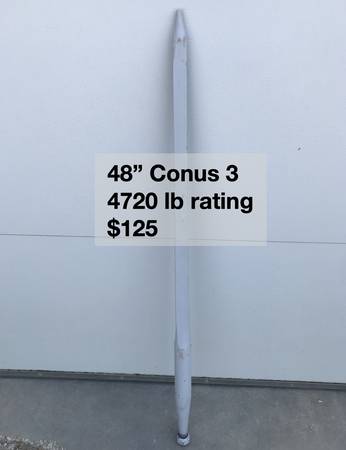 48” Conus 3
4720 lb rating
$125